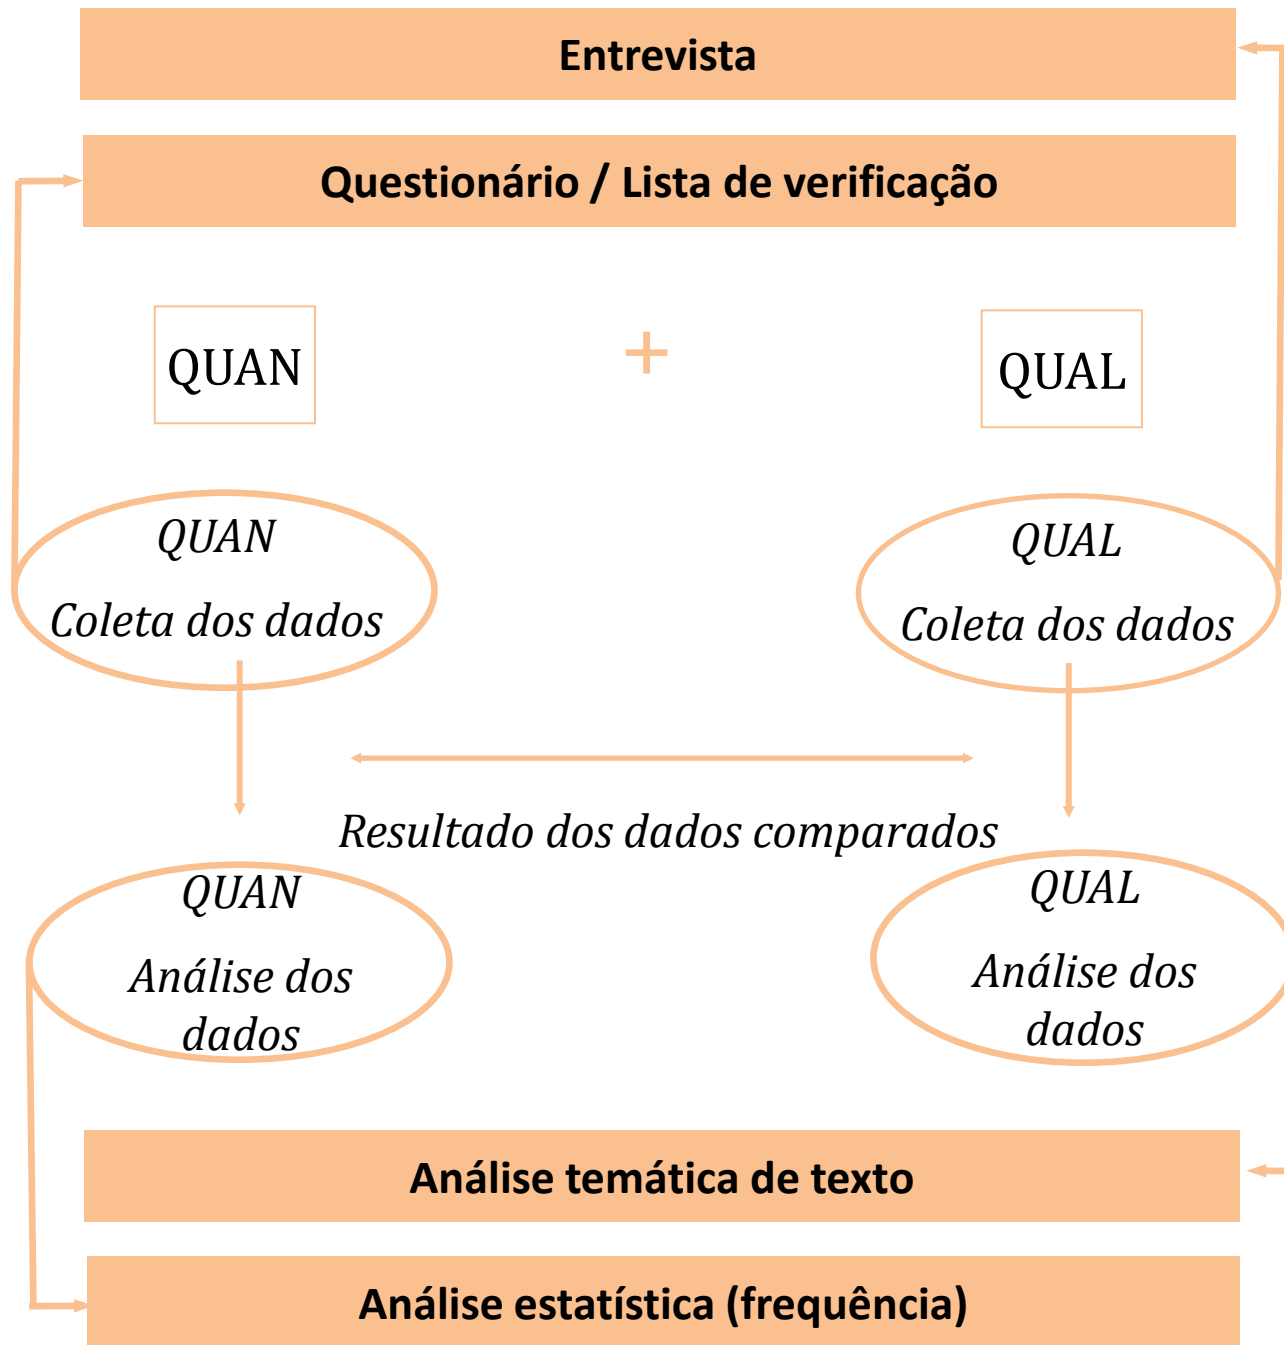 Entrevista
Questionário / Lista de verificação
QUAN
+
QUAL
QUAN
Coleta dos dados
QUAL
Coleta dos dados
Resultado dos dados comparados
QUAN
Análise dos
dados
QUAL
Análise dos
dados
Análise temática de texto
Análise estatística (frequência)